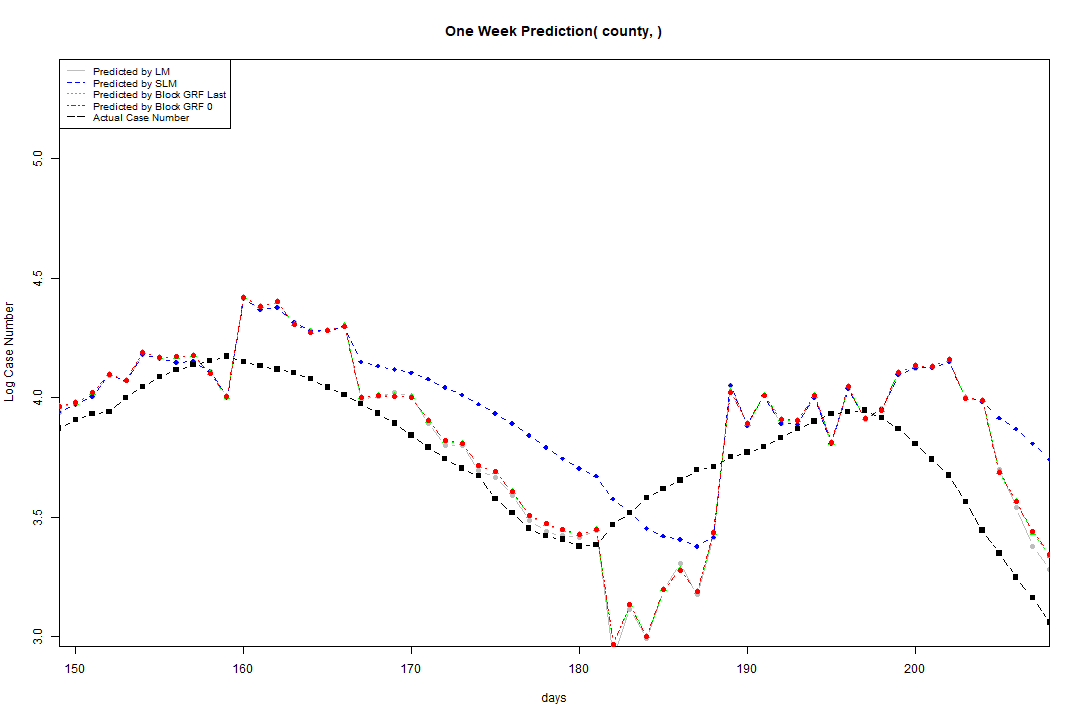 One Week Prediction( county, )
Predicted by LM
Predicted by SLM
Predicted by Block GRF Last
Predicted by Block GRF 0
Actual Case Number
5.0
4.5
4.0
3.5
3.0
Log Case Number
150 160 170 180 190 200
days